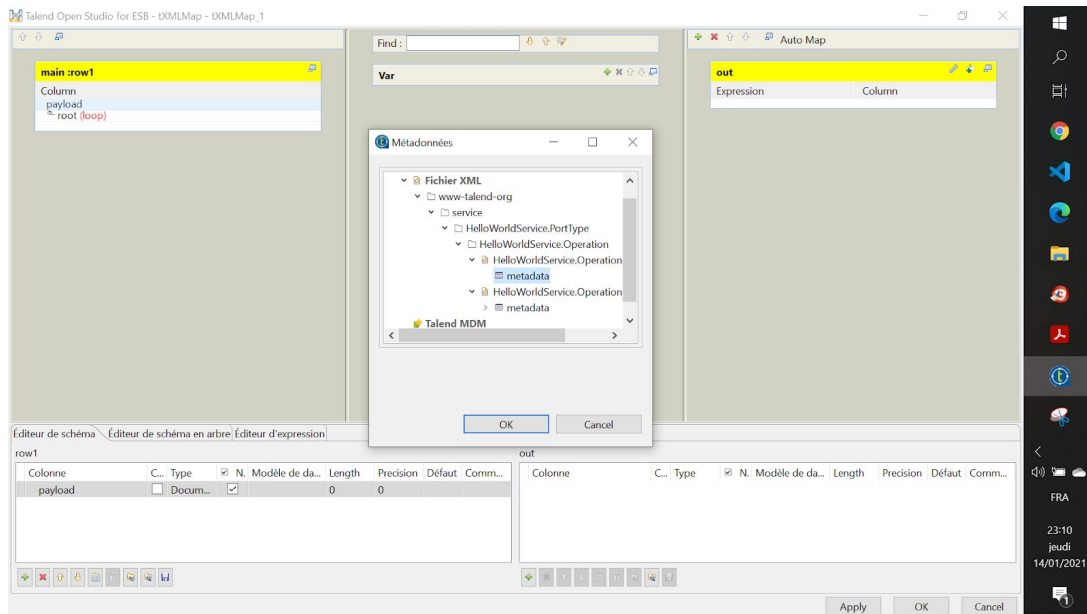 Talend Open Studio for ESB - tXMLMap - tXMLMap_1
Find :
Auto Map
main :row1
Column
payload
root (loop)
Var
out
Expression Column
Métadonnées
Fichier XML
www-talend-org
service
HelloWorldService.PortType
HelloWorldService.Operation
HelloWorldService.Operation
metadata
HelloWorldService.Operation
metadata
Talend MDM
OK Cancel
Éditeur de schéma Éditeur de schéma en arbre Éditeur d'expression
row1
Colonne C... Type N. Modèle de da... Length Precision Défaut Comm...
payload Docum... 0 0
out
Colonne C... Type N. Modèle de da... Length Precision Défaut Comm...
Apply OK Cancel
FRA
23:10
jeudi
14/01/2021
1